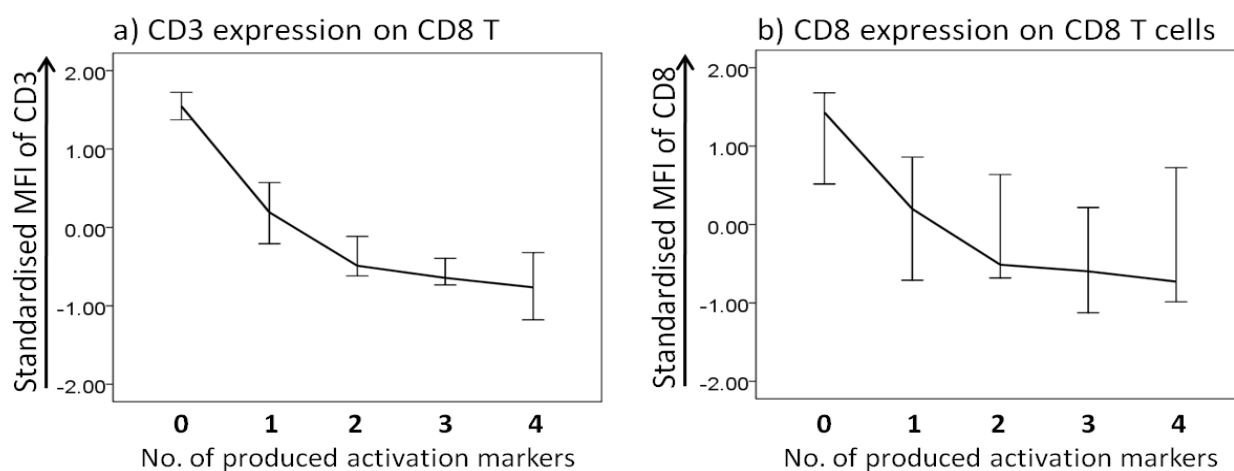 a) CD3 expression on CD8 T
Standardised MFI of CD3
2.00
1.00
0.00
-1.00
-2.00
0 1 2 3 4
No. of produced activation markers
b) CD8 expression on CD8 T cells
Standardised MFI of CD8
2.00
1.00
0.00
-1.00
-2.00
0 1 2 3 4
No. of produced activation markers